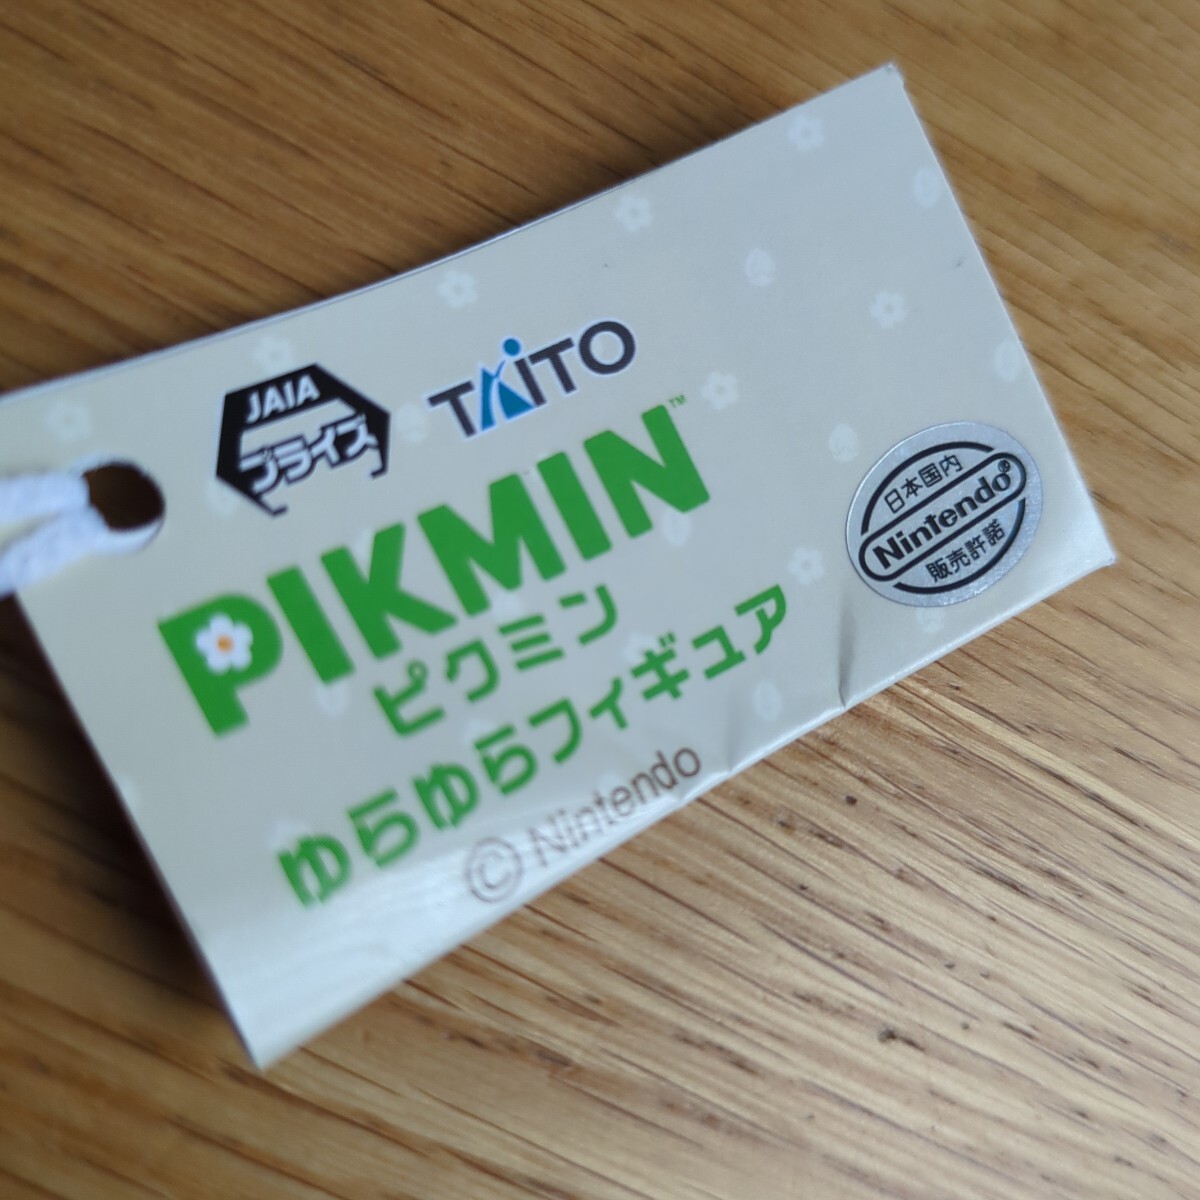 JAIA
プライズ
TAITO
PIKMIN™
ピクミン
ゆらゆらフィギュア
© Nintendo
日本国内
Nintendo®
販売許諾